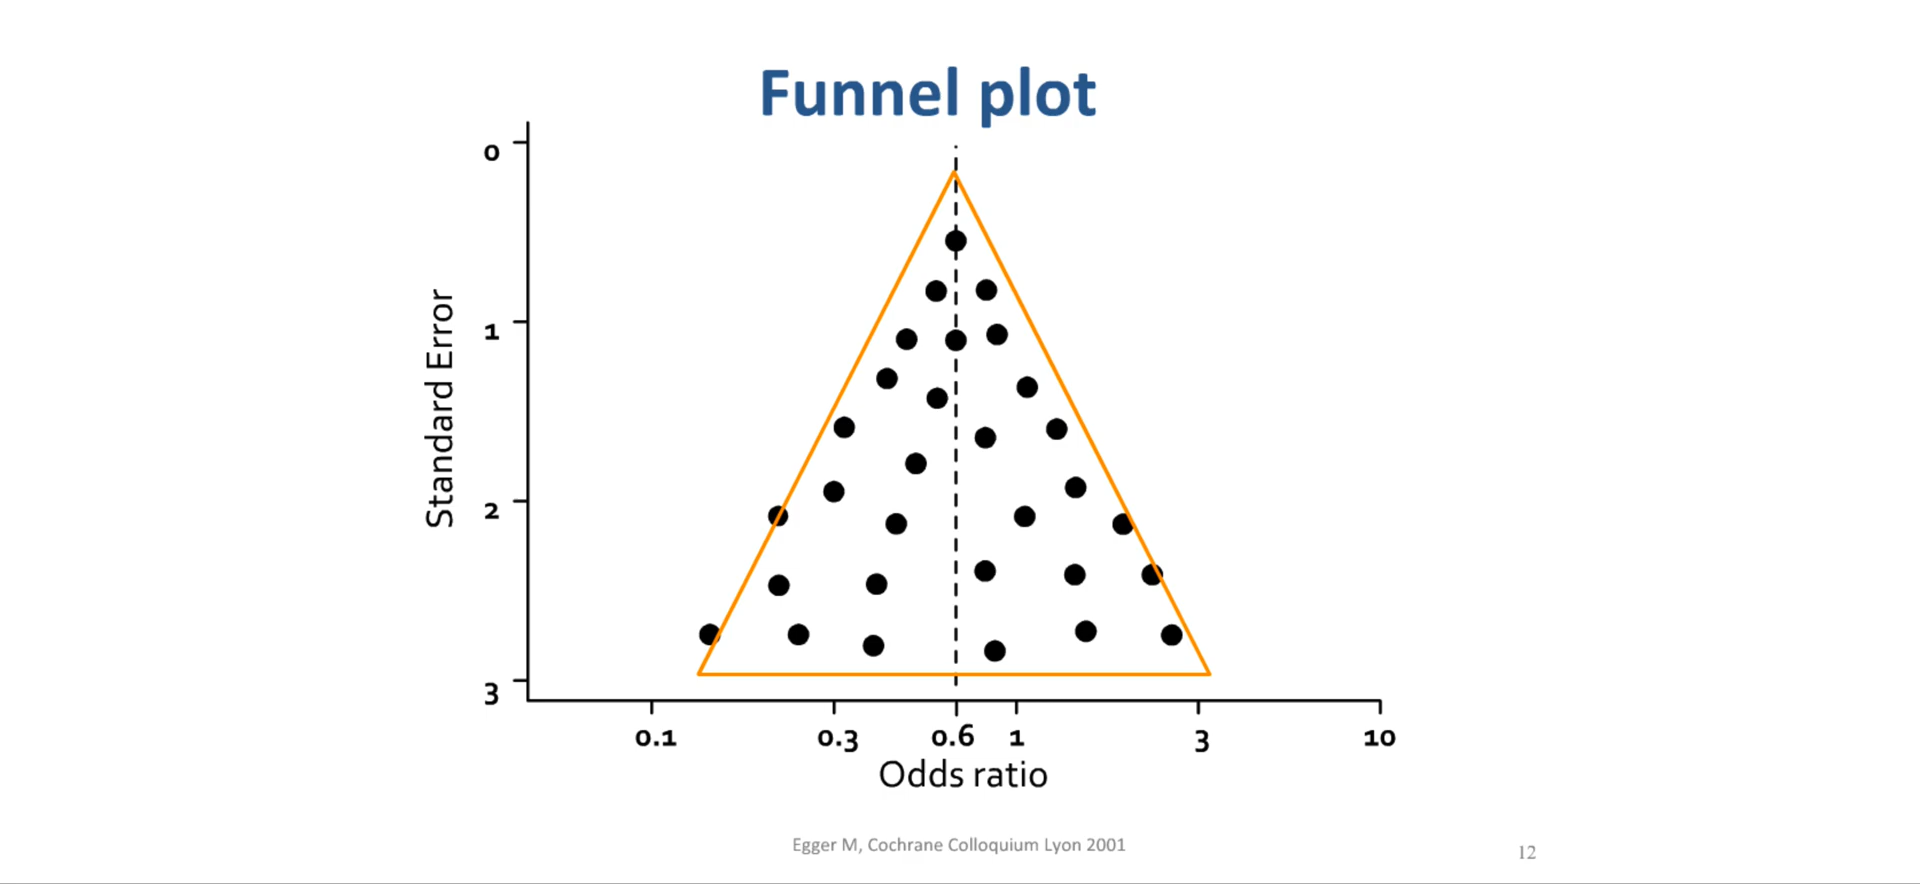 Funnel plot
0
1
2
3
Standard Error
0.1 0.3 0.6 1 3 10
Odds ratio
Egger M, Cochrane Colloquium Lyon 2001
12